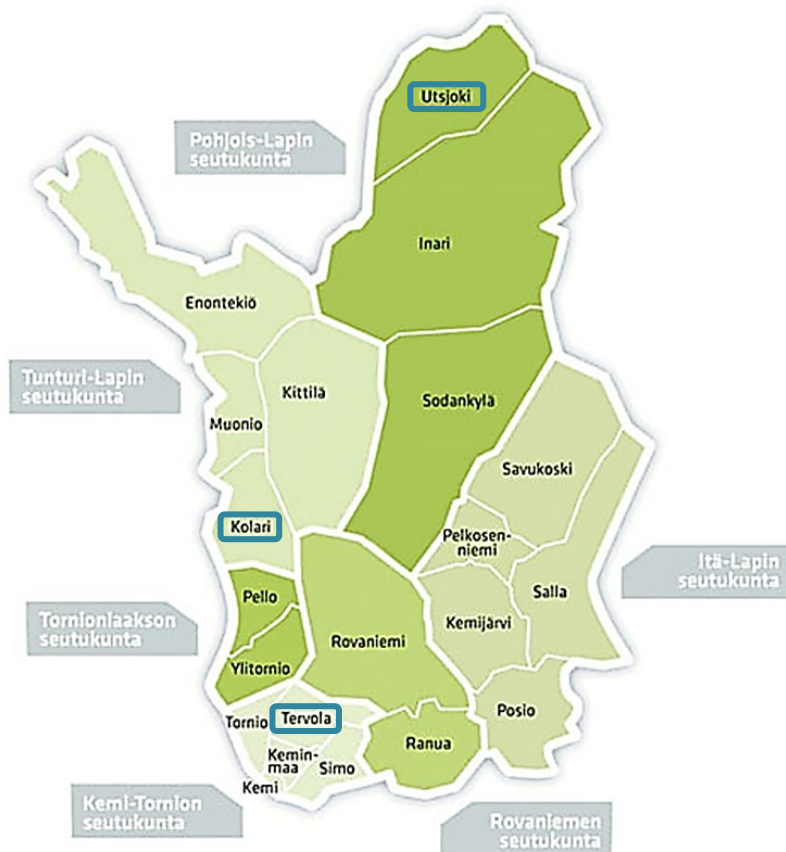 Utsjoki
Pohjois-Lapin
seutukunta
Inari
Enontekiö
Tunturi-Lapin
seutukunta
Kittilä
Sodankylä
Muonio
Savukoski
Kolari
Pelkosen-
niemi
Itä-Lapin
seutukunta
Salla
Pello
Tornionlaakson
seutukunta
Kemijärvi
Rovaniemi
Ylitornio
Posio
Tornio
Tervola
Ranua
Kemin-
maa
Simo
Kemi
Kemi-Tornion
seutukunta
Rovaniemen
seutukunta